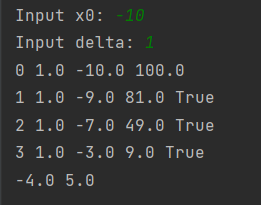 Input x0: -10
Input delta: 1
0 1.0 -10.0 100.0
1 1.0 -9.0 81.0 True
2 1.0 -7.0 49.0 True
3 1.0 -3.0 9.0 True
-4.0 5.0